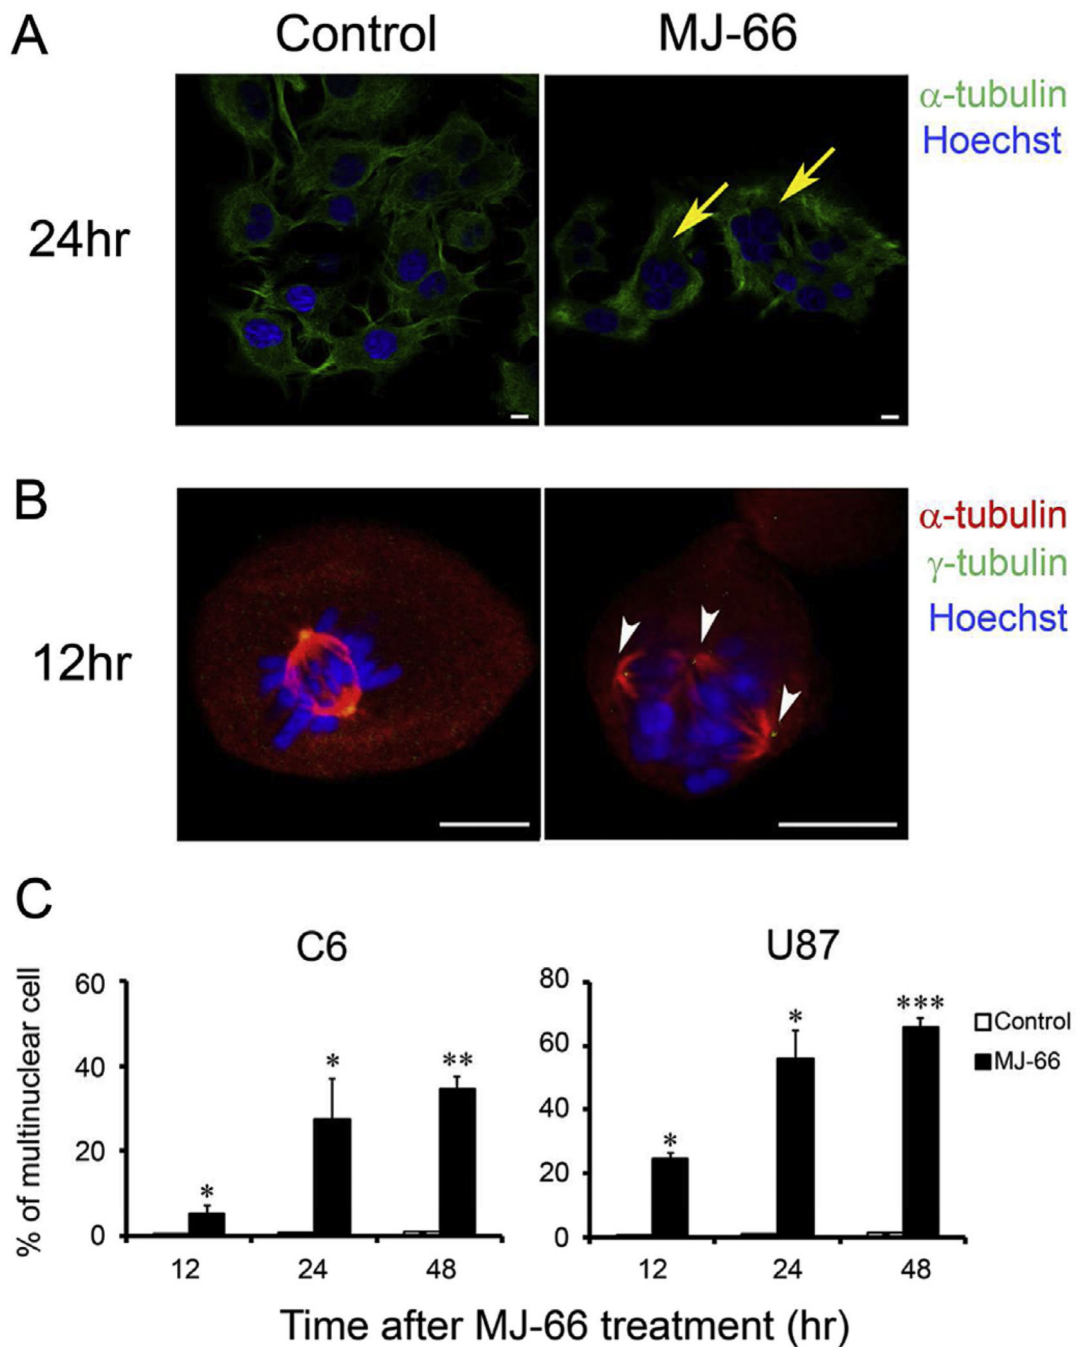 A
Control
MJ-66
α-tubulin
Hoechst
24hr
B
α-tubulin
γ-tubulin
Hoechst
12hr
C
C6
U87
% of multinuclear cell
60
40
20
0
*
*
**
12
24
48
80
60
40
20
0
*
*
***
12
24
48
Control
MJ-66
Time after MJ-66 treatment (hr)